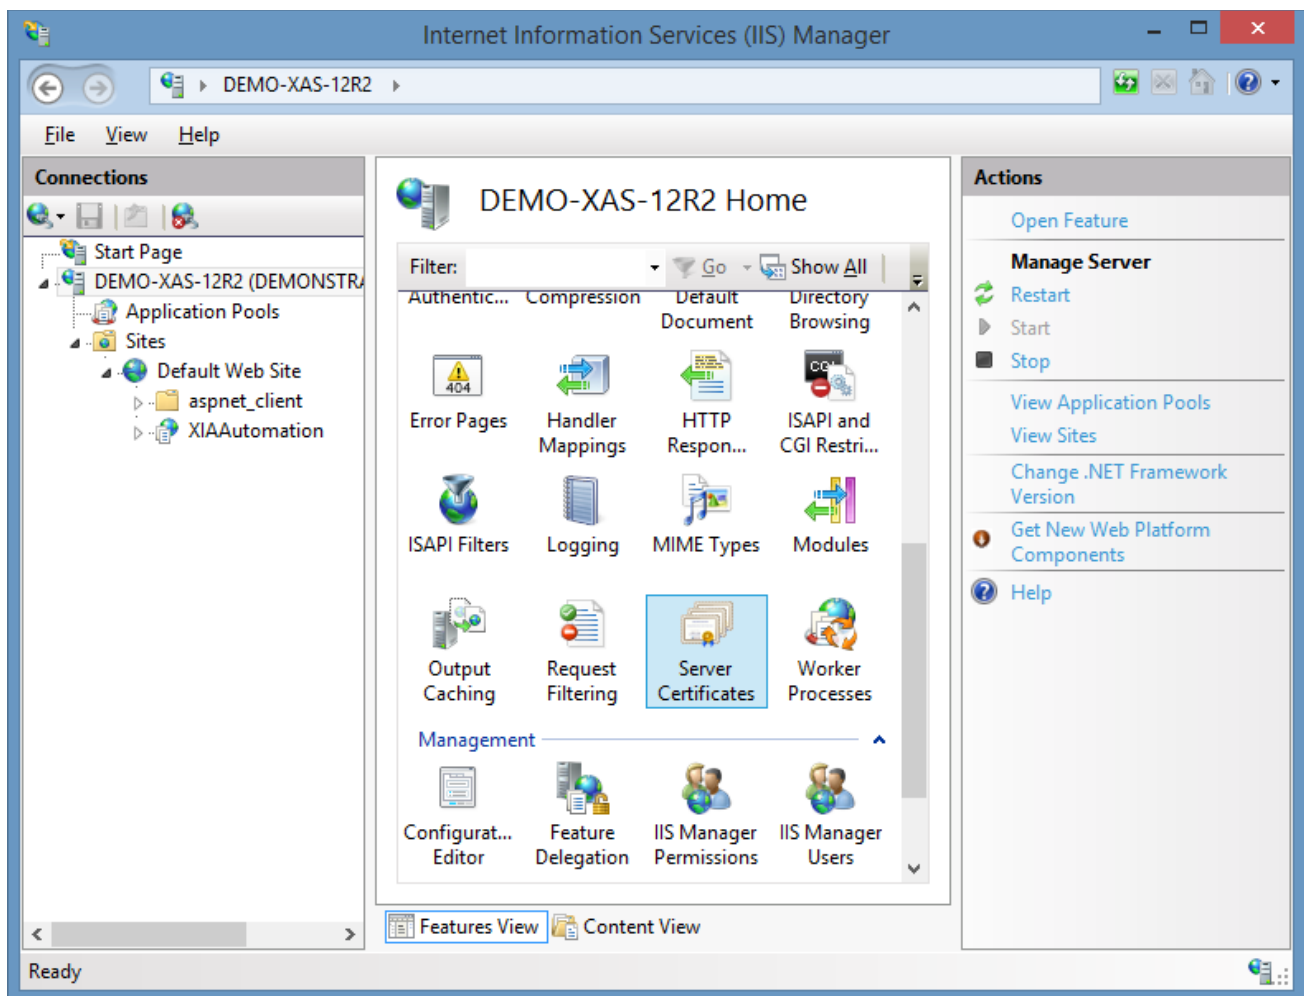 Internet Information Services (IIS) Manager
DEMO-XAS-12R2
File View Help
Connections
Start Page
DEMO-XAS-12R2 (DEMONSTRA
Application Pools
Sites
Default Web Site
aspnet_client
XIAAutomation
DEMO-XAS-12R2 Home
Filter: Go Show All
Authentic... Compression Default Directory
Document Browsing
404
CGI
Error Pages Handler HTTP ISAPI and
Mappings Respon... CGI Restri...
ISAPI Filters Logging MIME Types Modules
Output Request Server Worker
Caching Filtering Certificates Processes
Management
Configurat... Feature IIS Manager IIS Manager
Editor Delegation Permissions Users
Features View Content View
Actions
Open Feature
Manage Server
Restart
Start
Stop
View Application Pools
View Sites
Change .NET Framework
Version
Get New Web Platform
Components
Help
Ready